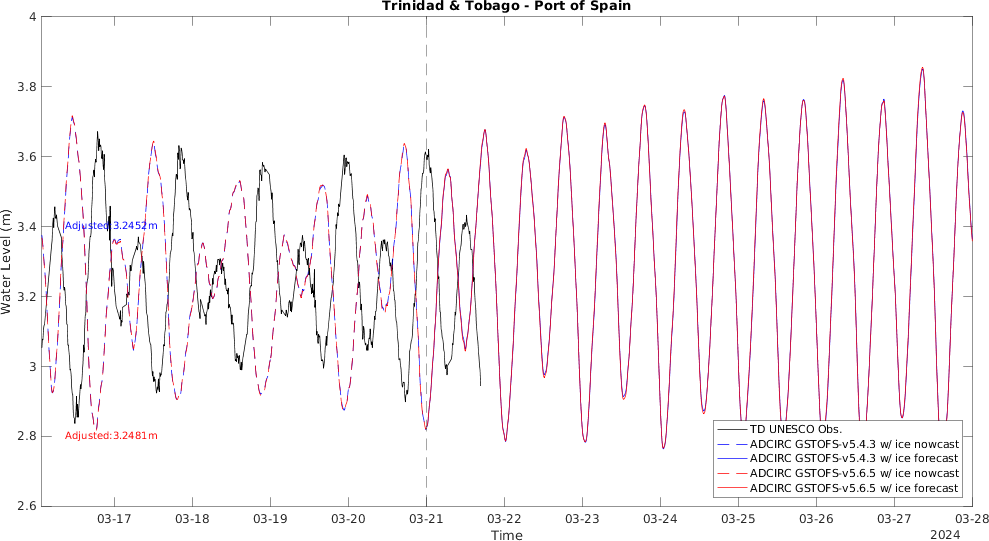 Trinidad & Tobago - Port of Spain
4
3.8
3.6
3.4
3.2
3
2.8
2.6
Water Level (m)
Adjusted:3.2452m
Adjusted:3.2481m
TD UNESCO Obs.
ADCIRC GSTOFS-v5.4.3 w/ ice nowcast
ADCIRC GSTOFS-v5.4.3 w/ ice forecast
ADCIRC GSTOFS-v5.6.5 w/ ice nowcast
ADCIRC GSTOFS-v5.6.5 w/ ice forecast
03-17 03-18 03-19 03-20 03-21 03-22 03-23 03-24 03-25 03-26 03-27 03-28
Time
2024